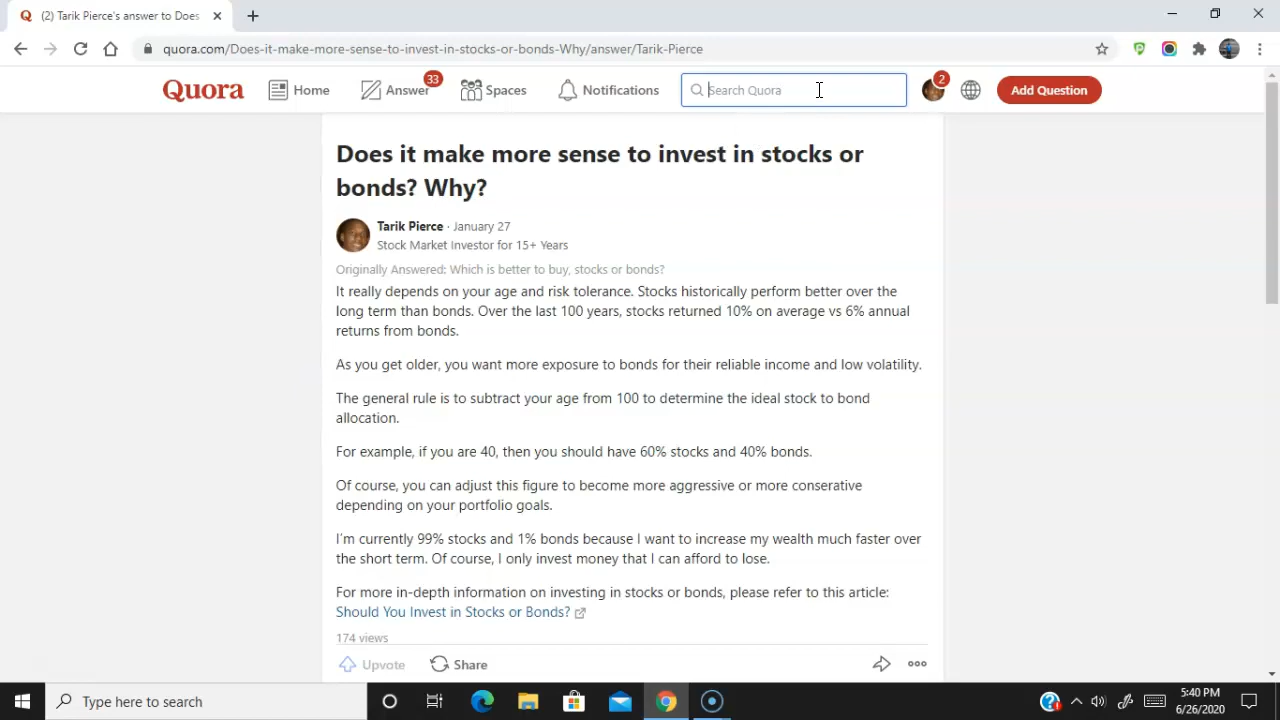 (2) Tarik Pierce's answer to Does
quora.com/Does-it-make-more-sense-to-invest-in-stocks-or-bonds-Why/answer/Tarik-Pierce
Quora Home Answer 33 Spaces Notifications Search Quora 2 Add Question
Does it make more sense to invest in stocks or
bonds? Why?
Tarik Pierce · January 27
Stock Market Investor for 15+ Years
Originally Answered: Which is better to buy, stocks or bonds?
It really depends on your age and risk tolerance. Stocks historically perform better over the
long term than bonds. Over the last 100 years, stocks returned 10% on average vs 6% annual
returns from bonds.
As you get older, you want more exposure to bonds for their reliable income and low volatility.
The general rule is to subtract your age from 100 to determine the ideal stock to bond
allocation.
For example, if you are 40, then you should have 60% stocks and 40% bonds.
Of course, you can adjust this figure to become more aggressive or more conserative
depending on your portfolio goals.
I'm currently 99% stocks and 1% bonds because I want to increase my wealth much faster over
the short term. Of course, I only invest money that I can afford to lose.
For more in-depth information on investing in stocks or bonds, please refer to this article:
Should You Invest in Stocks or Bonds?
174 views
Upvote Share
Type here to search
5:40 PM
6/26/2020